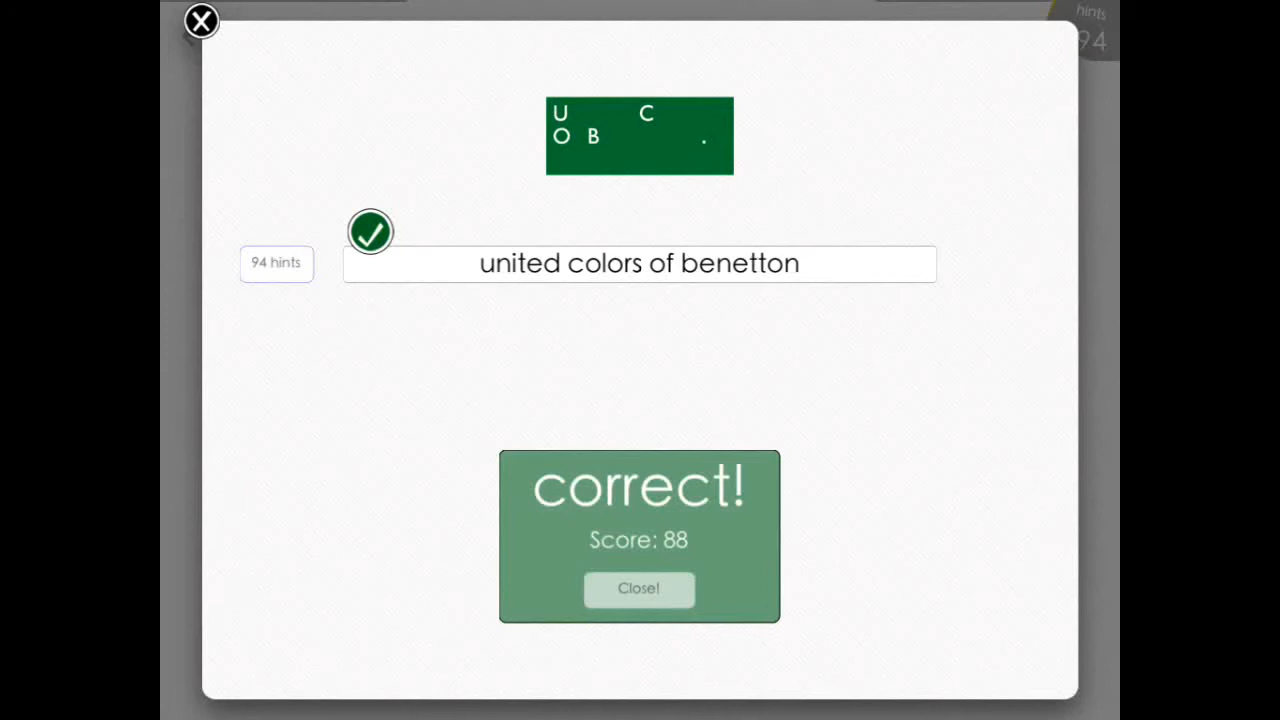 hints
94
U C
O B .
94 hints
united colors of benetton
correct!
Score: 88
Close!